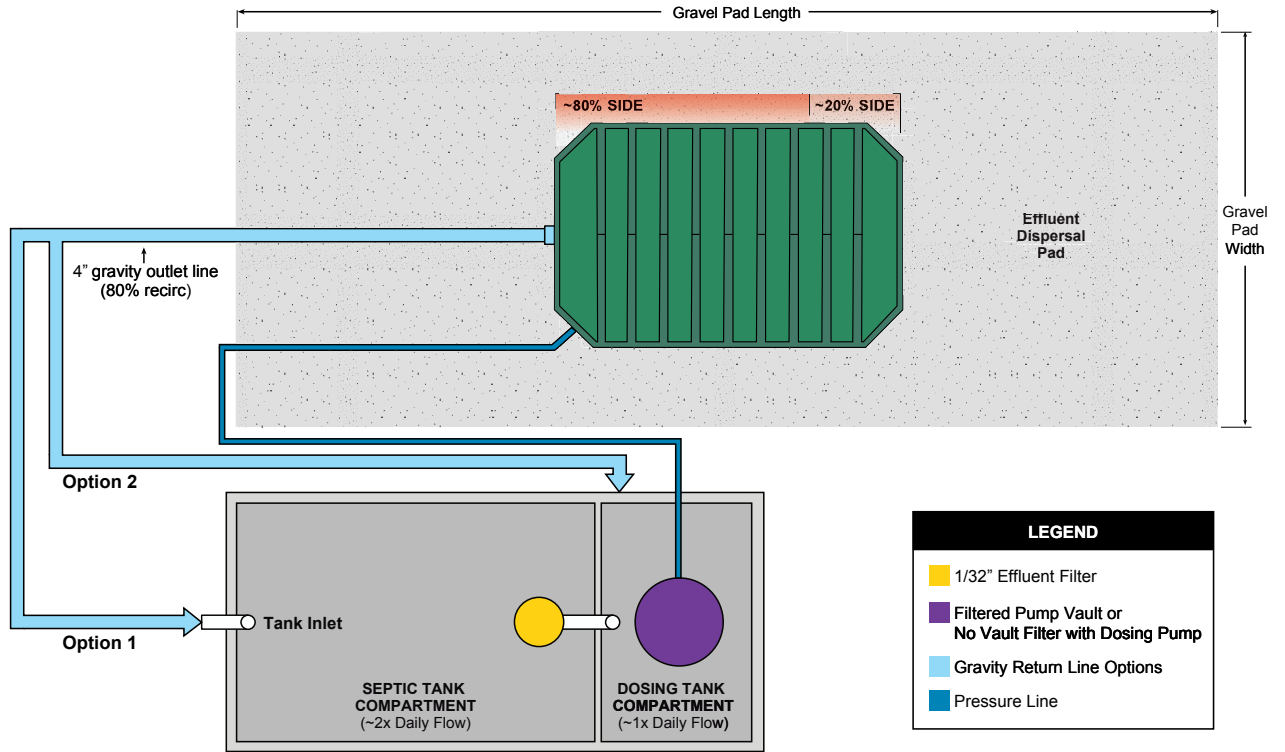 Gravel Pad Length
~80% SIDE
~20% SIDE
Effluent
Dispersal
Pad
Gravel
Pad
Width
4” gravity outlet line
(80% recirc)
Option 2
Option 1
Tank Inlet
SEPTIC TANK
COMPARTMENT
(~2x Daily Flow)
DOSING TANK
COMPARTMENT
(~1x Daily Flow)
LEGEND
1/32” Effluent Filter
Filtered Pump Vault or
No Vault Filter with Dosing Pump
Gravity Return Line Options
Pressure Line